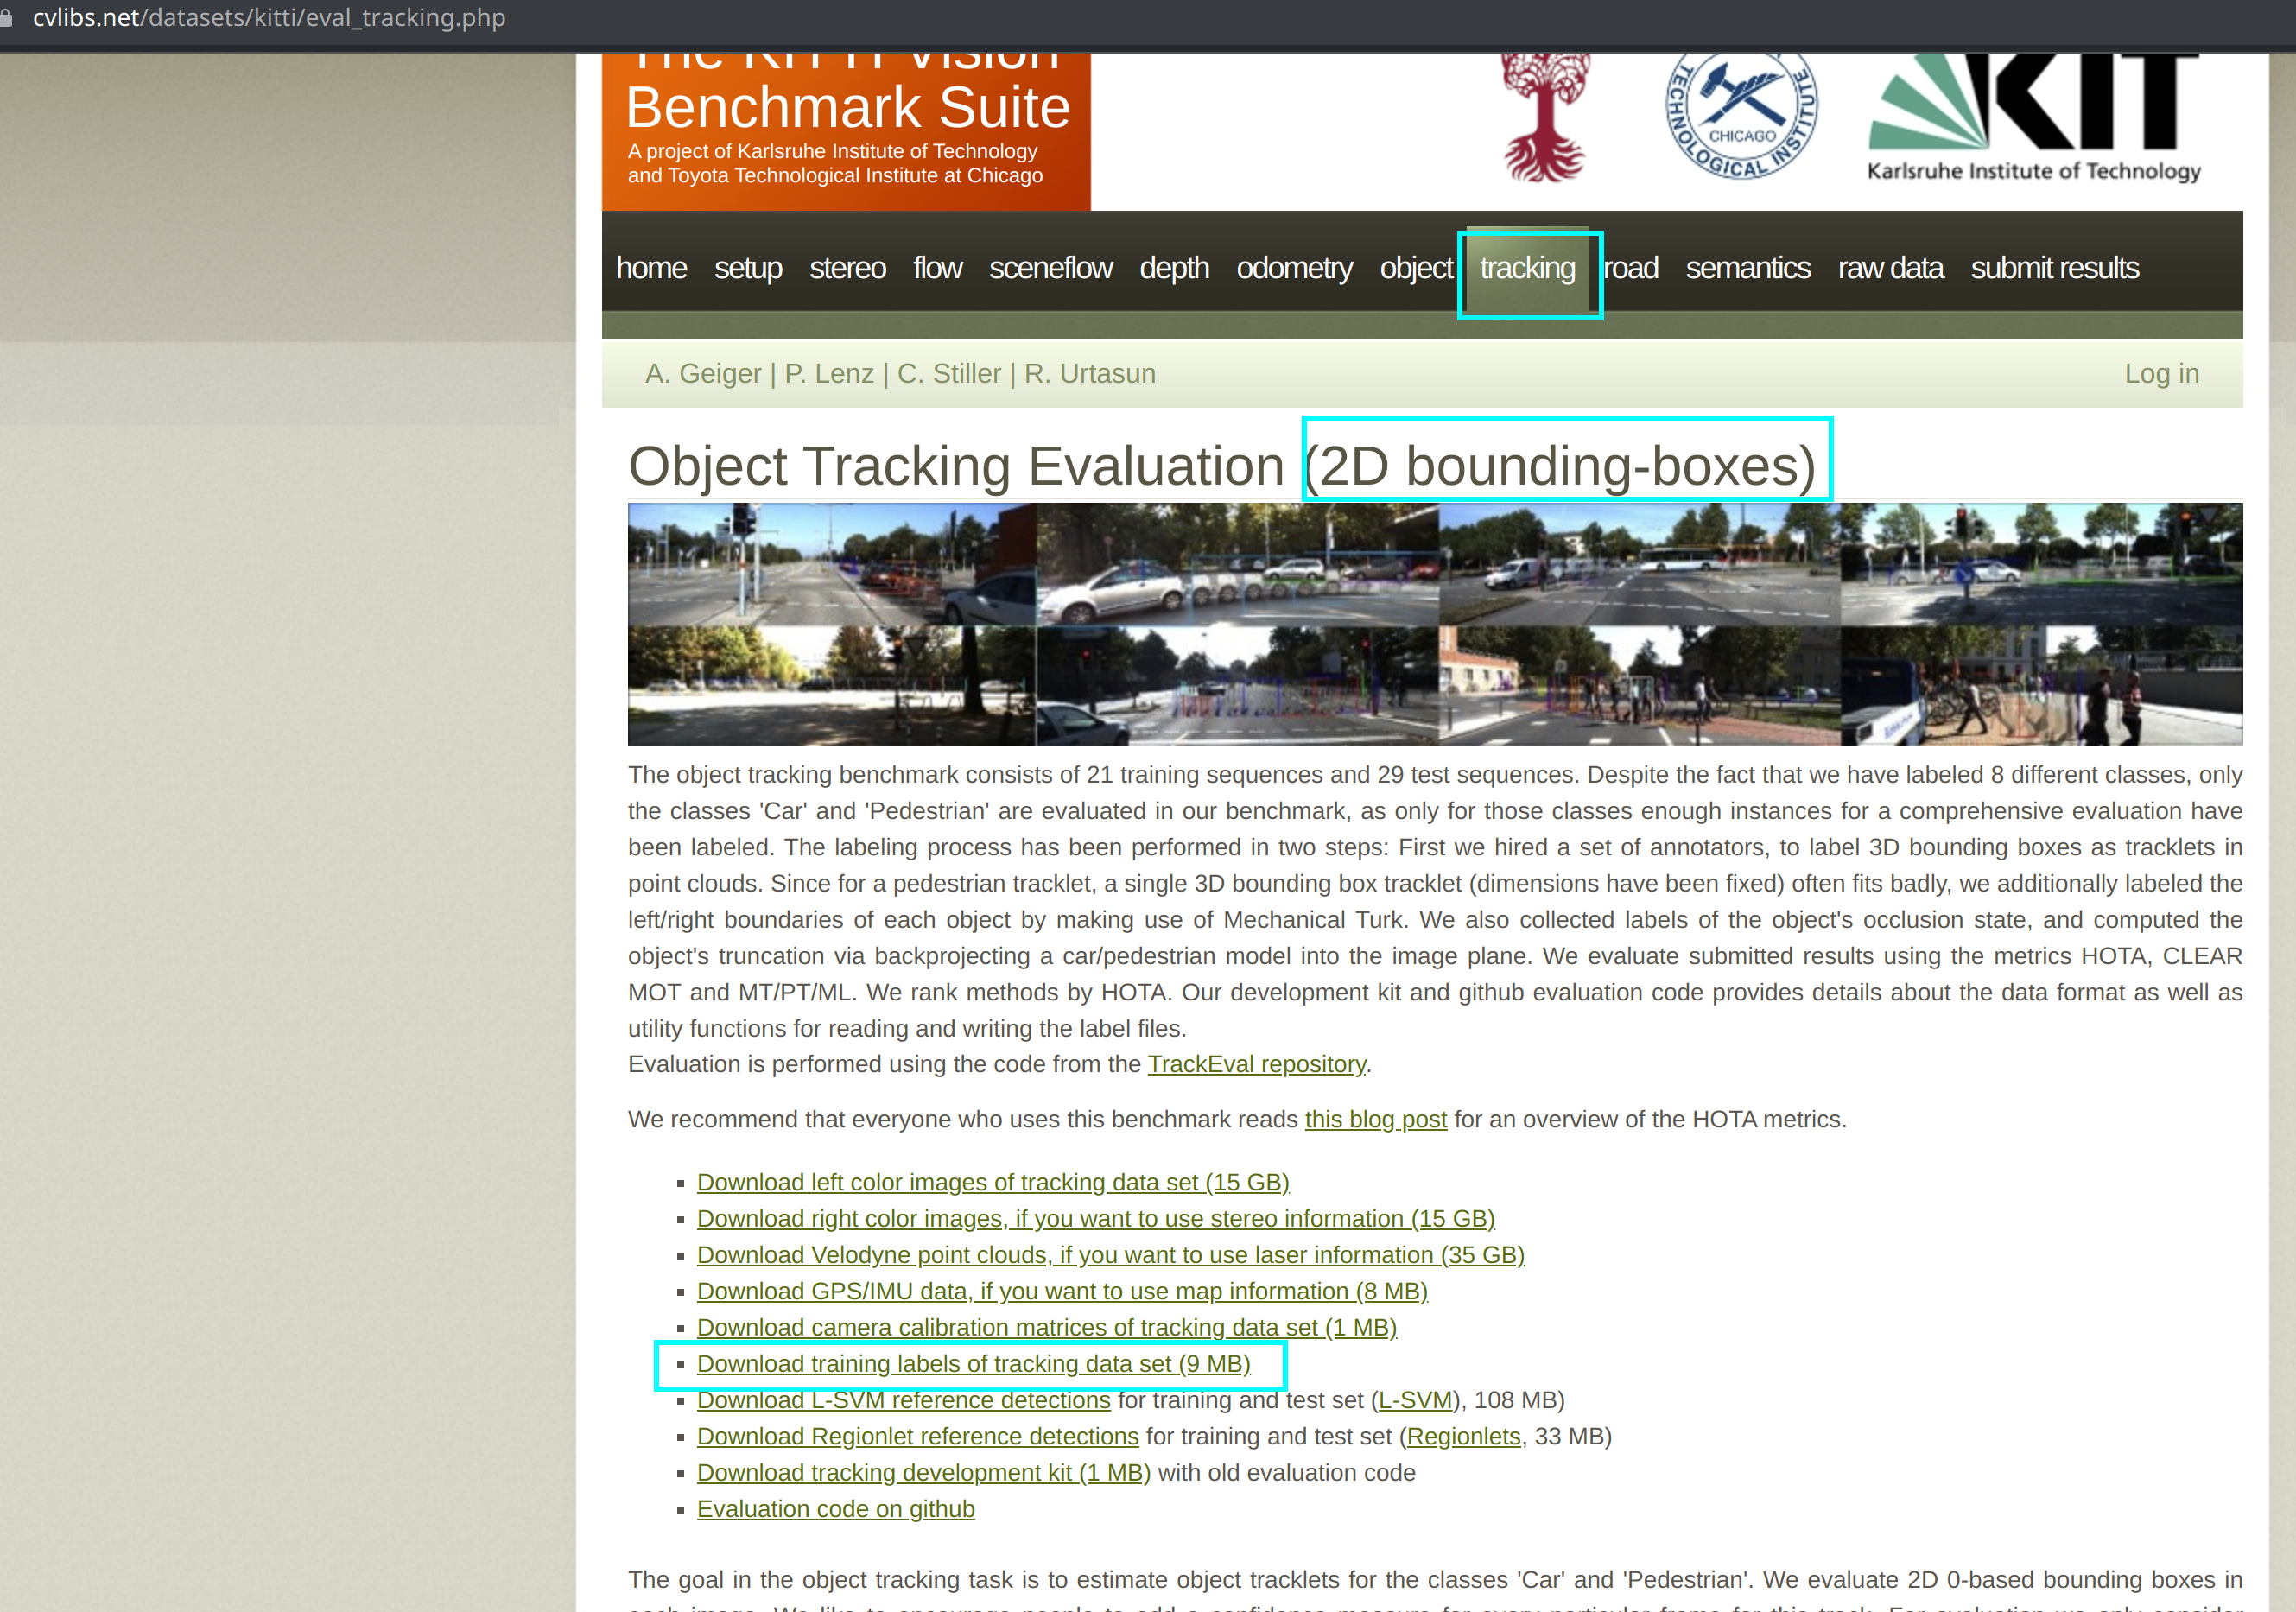 cvlibs.net/datasets/kitti/eval_tracking.php
The KITTI Vision
Benchmark Suite
A project of Karlsruhe Institute of Technology
and Toyota Technological Institute at Chicago
TECHNOLOGICAL INSTITUTE
CHICAGO
KIT
Karlsruhe Institute of Technology
home setup stereo flow sceneflow depth odometry object tracking road semantics raw data submit results
A. Geiger | P. Lenz | C. Stiller | R. Urtasun Log in
Object Tracking Evaluation (2D bounding-boxes)
The object tracking benchmark consists of 21 training sequences and 29 test sequences. Despite the fact that we have labeled 8 different classes, only
the classes 'Car' and 'Pedestrian' are evaluated in our benchmark, as only for those classes enough instances for a comprehensive evaluation have
been labeled. The labeling process has been performed in two steps: First we hired a set of annotators, to label 3D bounding boxes as tracklets in
point clouds. Since for a pedestrian tracklet, a single 3D bounding box tracklet (dimensions have been fixed) often fits badly, we additionally labeled the
left/right boundaries of each object by making use of Mechanical Turk. We also collected labels of the object's occlusion state, and computed the
object's truncation via backprojecting a car/pedestrian model into the image plane. We evaluate submitted results using the metrics HOTA, CLEAR
MOT and MT/PT/ML. We rank methods by HOTA. Our development kit and github evaluation code provides details about the data format as well as
utility functions for reading and writing the label files.
Evaluation is performed using the code from the TrackEval repository.
We recommend that everyone who uses this benchmark reads this blog post for an overview of the HOTA metrics.
Download left color images of tracking data set (15 GB)
Download right color images, if you want to use stereo information (15 GB)
Download Velodyne point clouds, if you want to use laser information (35 GB)
Download GPS/IMU data, if you want to use map information (8 MB)
Download camera calibration matrices of tracking data set (1 MB)
Download training labels of tracking data set (9 MB)
Download L-SVM reference detections for training and test set (L-SVM), 108 MB)
Download Regionlet reference detections for training and test set (Regionlets, 33 MB)
Download tracking development kit (1 MB) with old evaluation code
Evaluation code on github
The goal in the object tracking task is to estimate object tracklets for the classes 'Car' and 'Pedestrian'. We evaluate 2D 0-based bounding boxes in